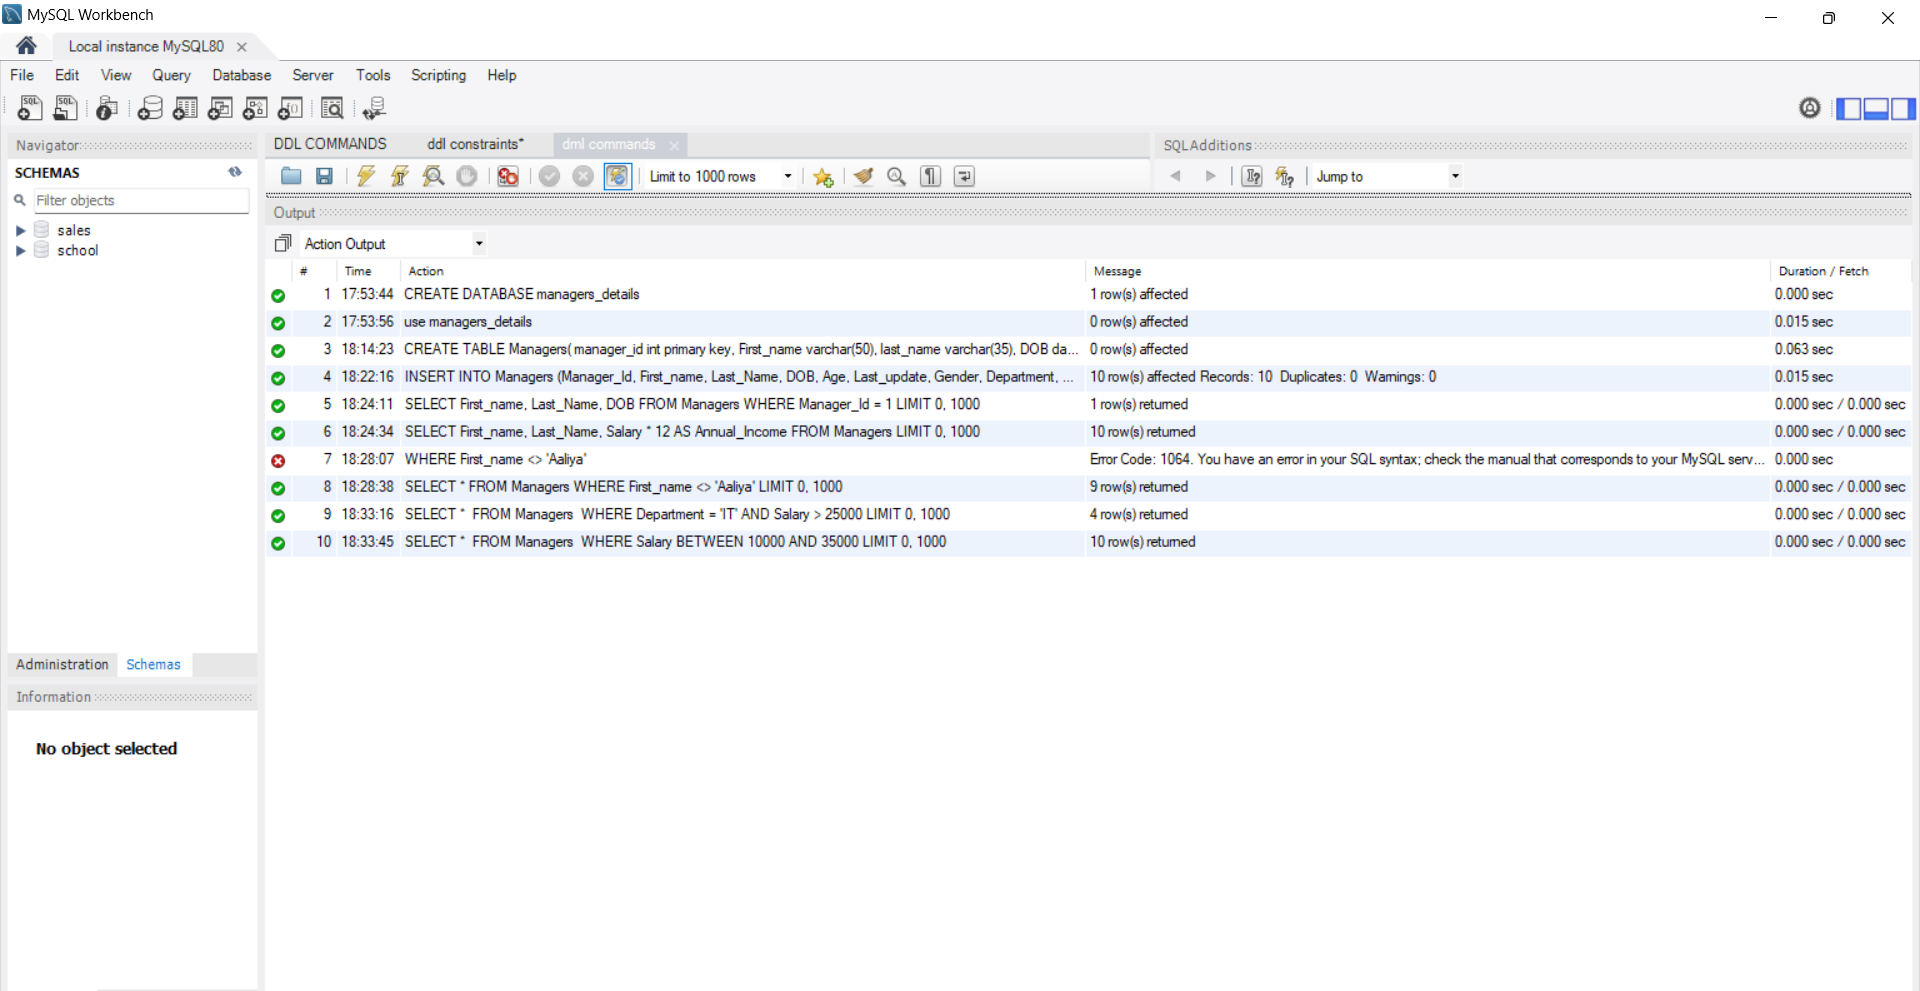 MySQL Workbench
Local instance MySQL80
File Edit View Query Database Server Tools Scripting Help
Navigator
SCHEMAS
Filter objects
sales
school
Administration Schemas
Information
No object selected
DDL COMMANDS ddl constraints* dml commands
Limit to 1000 rows
SQLAdditions
Jump to
Output
Action Output
# Time Action Message Duration / Fetch
1 17:53:44 CREATE DATABASE managers_details 1 row(s) affected 0.000 sec
2 17:53:56 use managers_details 0 row(s) affected 0.015 sec
3 18:14:23 CREATE TABLE Managers( manager_id int primary key, First_name varchar(50), last_name varchar(35), DOB da... 0 row(s) affected 0.063 sec
4 18:22:16 INSERT INTO Managers (Manager_Id, First_name, Last_Name, DOB, Age, Last_update, Gender, Department, ... 10 row(s) affected Records: 10 Duplicates: 0 Warnings: 0 0.015 sec
5 18:24:11 SELECT First_name, Last_Name, DOB FROM Managers WHERE Manager_Id = 1 LIMIT 0, 1000 1 row(s) returned 0.000 sec / 0.000 sec
6 18:24:34 SELECT First_name, Last_Name, Salary * 12 AS Annual_Income FROM Managers LIMIT 0, 1000 10 row(s) returned 0.000 sec / 0.000 sec
7 18:28:07 WHERE First_name <> 'Aaliya' Error Code: 1064. You have an error in your SQL syntax; check the manual that corresponds to your MySQL serv... 0.000 sec
8 18:28:38 SELECT * FROM Managers WHERE First_name <> 'Aaliya' LIMIT 0, 1000 9 row(s) returned 0.000 sec / 0.000 sec
9 18:33:16 SELECT * FROM Managers WHERE Department = 'IT' AND Salary > 25000 LIMIT 0, 1000 4 row(s) returned 0.000 sec / 0.000 sec
10 18:33:45 SELECT * FROM Managers WHERE Salary BETWEEN 10000 AND 35000 LIMIT 0, 1000 10 row(s) returned 0.000 sec / 0.000 sec